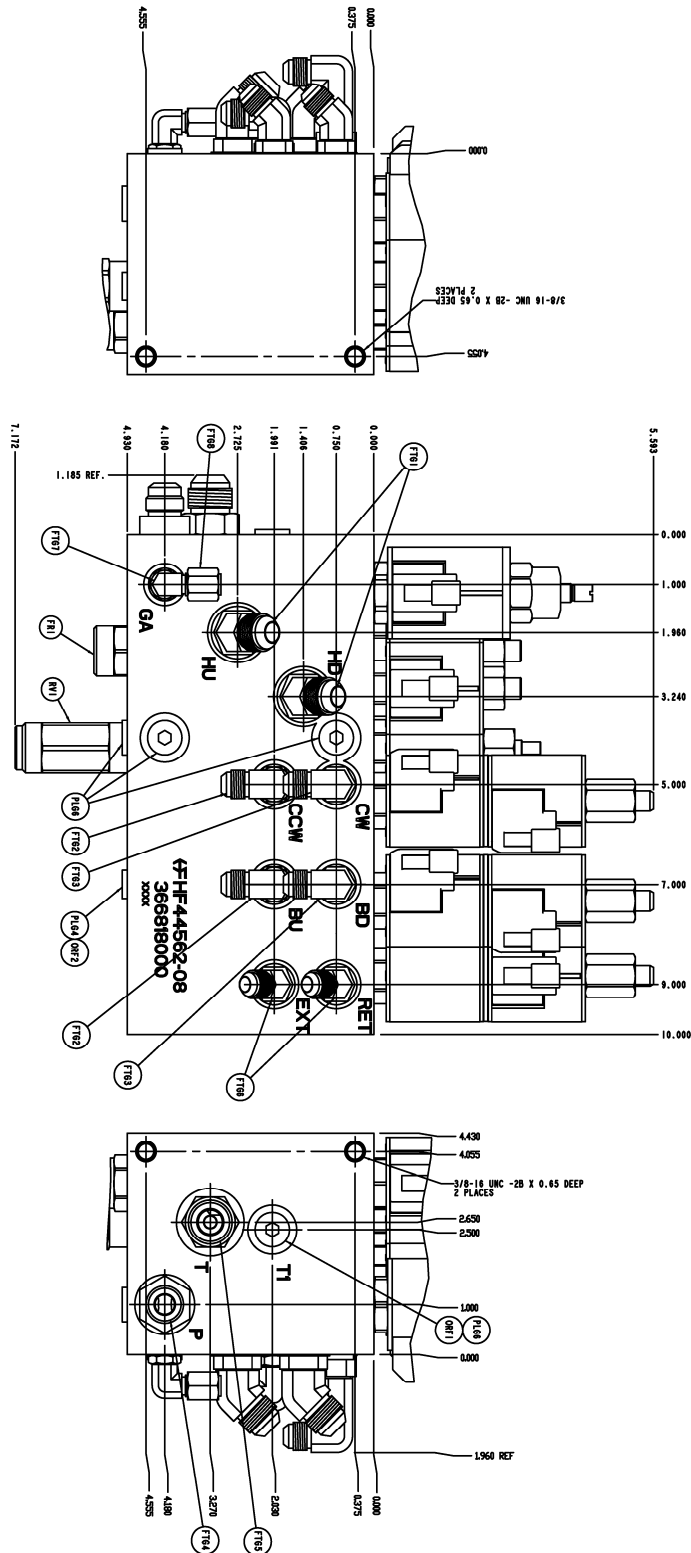 4.555
0.375
0.000
0.000
3/8-16 UNC -2B X 0.65 DEEP
2 PLACES
4.055
7.172
4.930
4.180
2.725
1.991
1.406
0.750
0.000
5.593
FTG8
FTG1
1.185 REF.
0.000
FTG7
1.000
GA
FR1
1.960
HU
HD
RV1
3.240
PLG6
CW
5.000
CCW
FTG2
FTG3
BD
7.000
BU
PLG4
ORF2
HF44562-08
366818000
XXXX
RET
9.000
EXT
FTG2
10.000
FTG3
FTG6
4.430
4.055
3/8-16 UNC -2B X 0.65 DEEP
2 PLACES
2.650
2.500
T
T1
1.000
P
ORF1
PLG6
0.000
1.960 REF
4.555
4.180
3.270
2.030
0.375
0.000
FTG4
FTG5